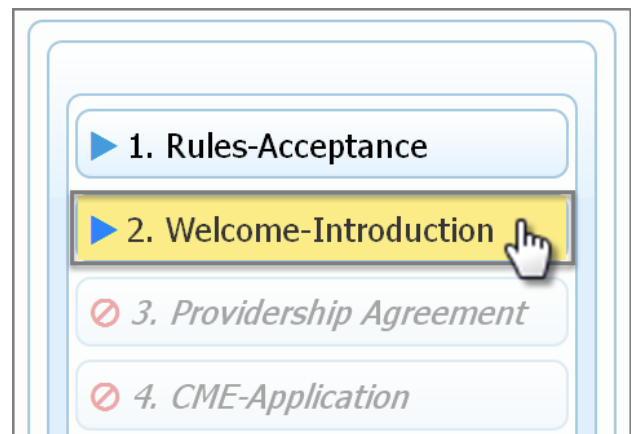 1. Rules-Acceptance
2. Welcome-Introduction
3. Providership Agreement
4. CME-Application